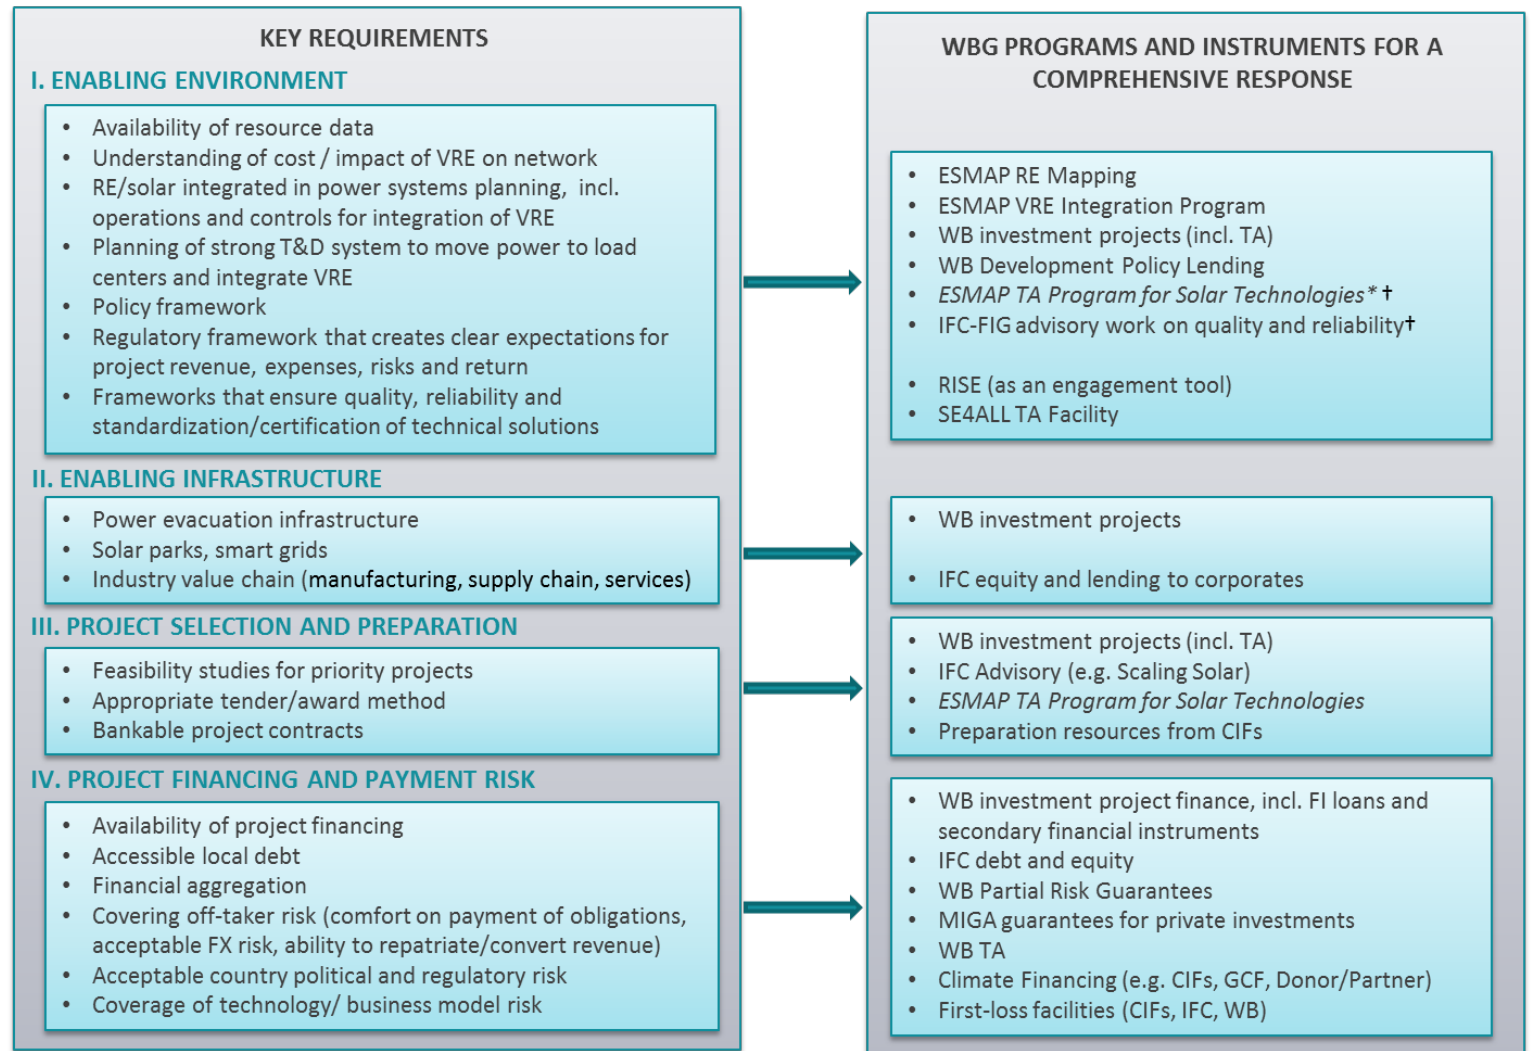 KEY REQUIREMENTS
I. ENABLING ENVIRONMENT
• Availability of resource data
• Understanding of cost / impact of VRE on network
• RE/solar integrated in power systems planning, incl.
operations and controls for integration of VRE
• Planning of strong T&D system to move power to load
centers and integrate VRE
• Policy framework
• Regulatory framework that creates clear expectations for
project revenue, expenses, risks and return
• Frameworks that ensure quality, reliability and
standardization/certification of technical solutions
II. ENABLING INFRASTRUCTURE
• Power evacuation infrastructure
• Solar parks, smart grids
• Industry value chain (manufacturing, supply chain, services)
III. PROJECT SELECTION AND PREPARATION
• Feasibility studies for priority projects
• Appropriate tender/award method
• Bankable project contracts
IV. PROJECT FINANCING AND PAYMENT RISK
• Availability of project financing
• Accessible local debt
• Financial aggregation
• Covering off-taker risk (comfort on payment of obligations,
acceptable FX risk, ability to repatriate/convert revenue)
• Acceptable country political and regulatory risk
• Coverage of technology/ business model risk
WBG PROGRAMS AND INSTRUMENTS FOR A
COMPREHENSIVE RESPONSE
• ESMAP RE Mapping
• ESMAP VRE Integration Program
• WB investment projects (incl. TA)
• WB Development Policy Lending
• ESMAP TA Program for Solar Technologies* †
• IFC-FIG advisory work on quality and reliability†
• RISE (as an engagement tool)
• SE4ALL TA Facility
• WB investment projects
• IFC equity and lending to corporates
• WB investment projects (incl. TA)
• IFC Advisory (e.g. Scaling Solar)
• ESMAP TA Program for Solar Technologies
• Preparation resources from CIFs
• WB investment project finance, incl. FI loans and
secondary financial instruments
• IFC debt and equity
• WB Partial Risk Guarantees
• MIGA guarantees for private investments
• WB TA
• Climate Financing (e.g. CIFs, GCF, Donor/Partner)
• First-loss facilities (CIFs, IFC, WB)